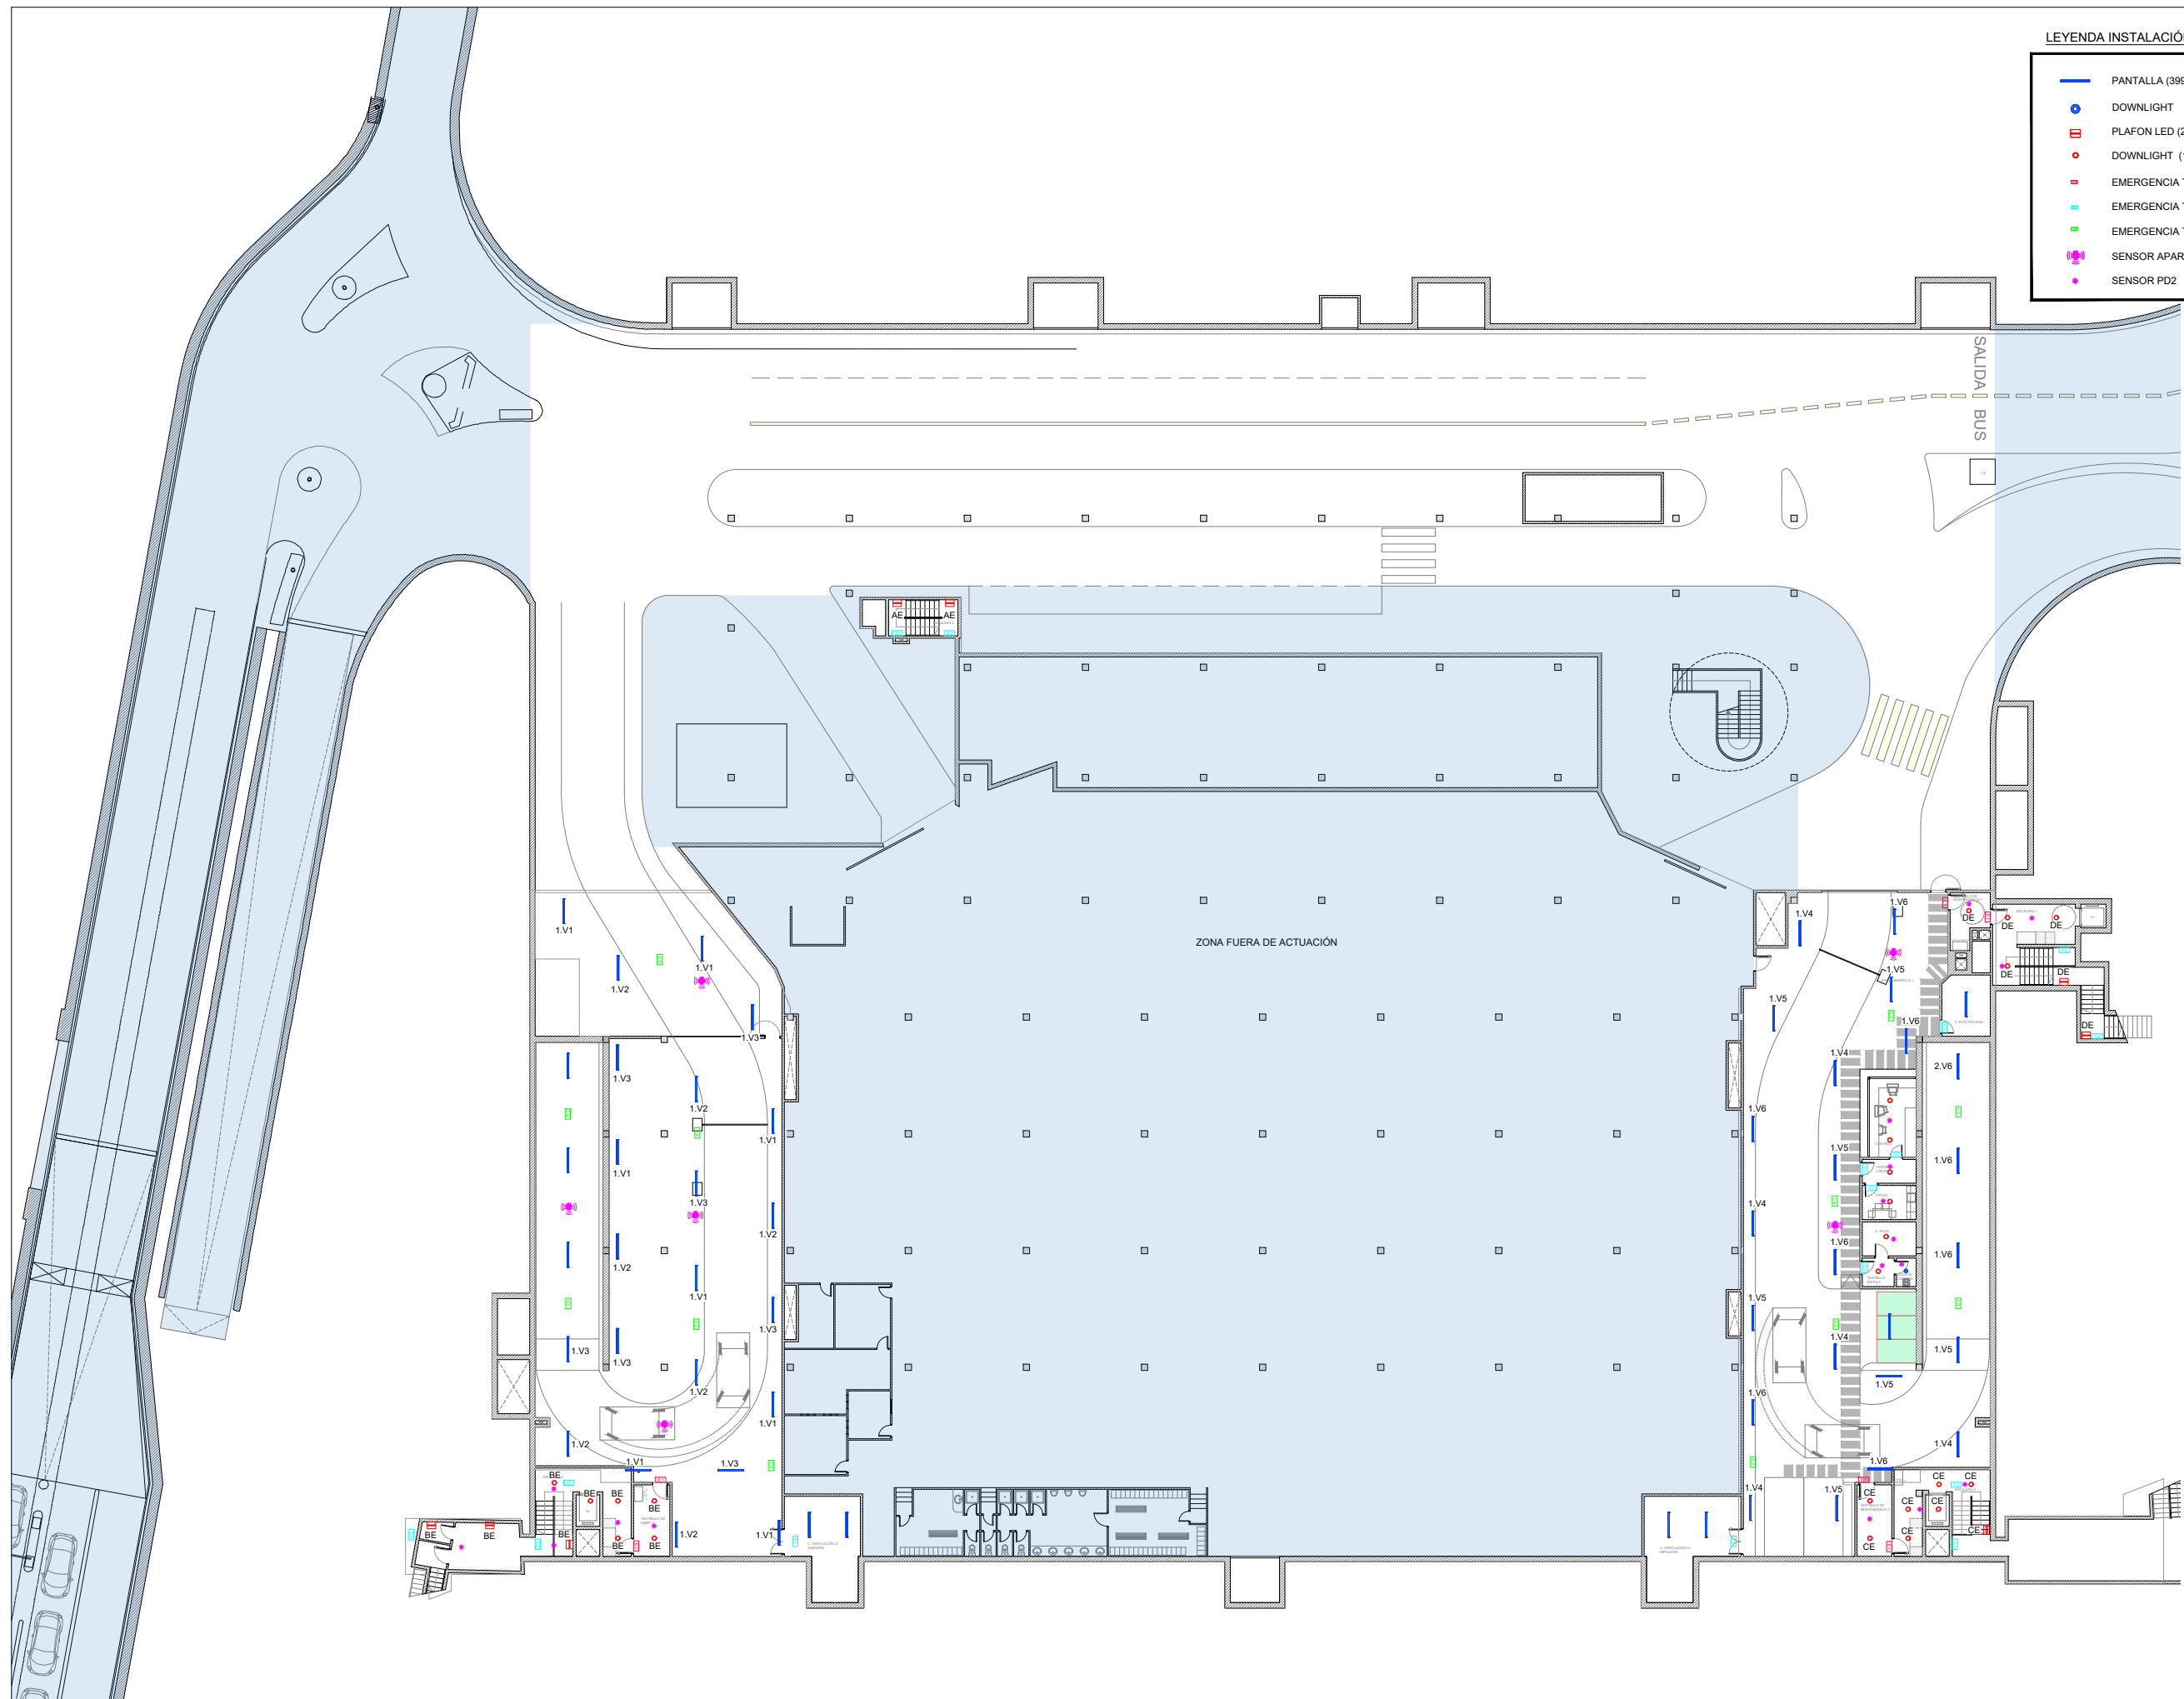 LEYENDA INSTALACIÓ
PANTALLA (399
DOWNLIGHT
PLAFON LED (2
DOWNLIGHT (
EMERGENCIA T
EMERGENCIA T
EMERGENCIA T
SENSOR APAR
SENSOR PD2
SALIDA BUS
AE
AE
ZONA FUERA DE ACTUACIÓN
1.V1
1.V2
1.V1
1.V3
1.V3
1.V2
1.V1
1.V1
1.V3
1.V2
1.V2
1.V1
1.V3
1.V3
1.V3
1.V2
1.V1
1.V2
1.V1
1.V3
1.V2
1.V1
BE
BE
BE
BE
BE
BE
BE
BE
BE
BE
1.V4
1.V6
1.V5
1.V5
1.V6
1.V4
2.V6
1.V6
1.V5
1.V6
1.V4
1.V6
1.V6
1.V5
1.V4
1.V5
1.V5
1.V6
1.V4
1.V6
1.V4
1.V5
DE
DE
DE
DE
DE
DE
CE
CE
CE
CE
CE
CE
CE
CE